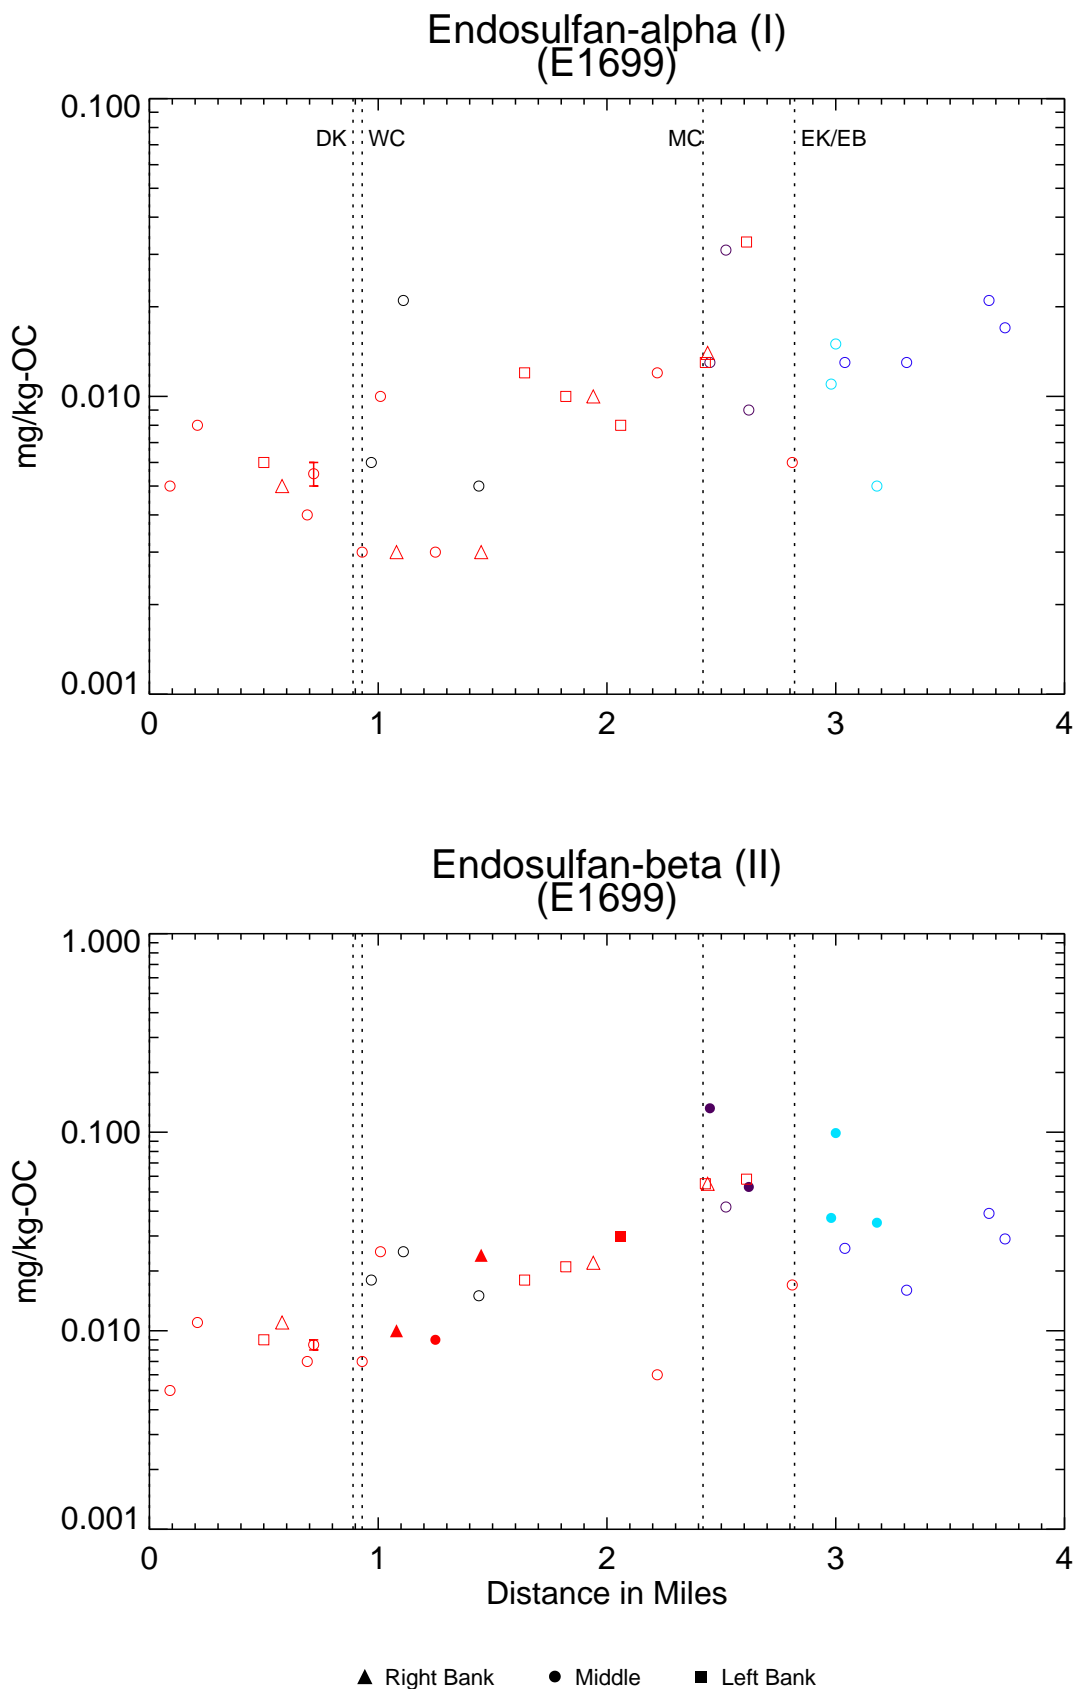 Endosulfan-alpha (I)
(E1699)
0.100
DK WC MC EK/EB
mg/kg-OC
0.010
0.001
0 1 2 3 4
Endosulfan-beta (II)
(E1699)
1.000
0.100
mg/kg-OC
0.010
0.001
0 1 2 3 4
Distance in Miles
Right Bank Middle Left Bank